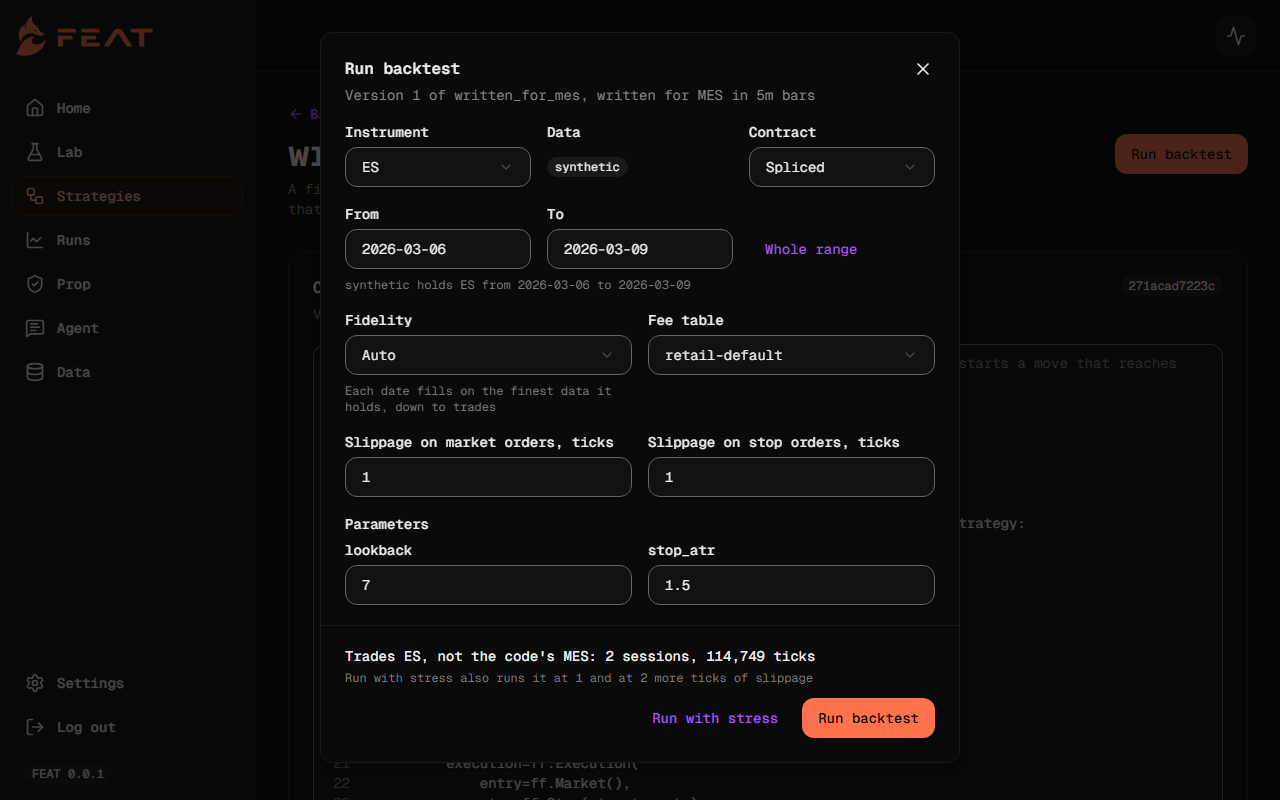 FEAT
Home
Lab
Strategies
Runs
Prop
Agent
Data
Settings
Log out
FEAT 0.0.1
Run backtest
Run backtest
Version 1 of written_for_mes, written for MES in 5m bars
Instrument Data Contract
ES synthetic Spliced
From To
2026-03-06 2026-03-09 Whole range
synthetic holds ES from 2026-03-06 to 2026-03-09
Fidelity Fee table
Auto retail-default
Each date fills on the finest data it
holds, down to trades
Slippage on market orders, ticks Slippage on stop orders, ticks
1 1
Parameters
lookback stop_atr
7 1.5
Trades ES, not the code's MES: 2 sessions, 114,749 ticks
Run with stress also runs it at 1 and at 2 more ticks of slippage
Run with stress Run backtest
271acad7223c
starts a move that reaches
trategy:
21 execution=ff.Execution(
22 entry=ff.Market(),